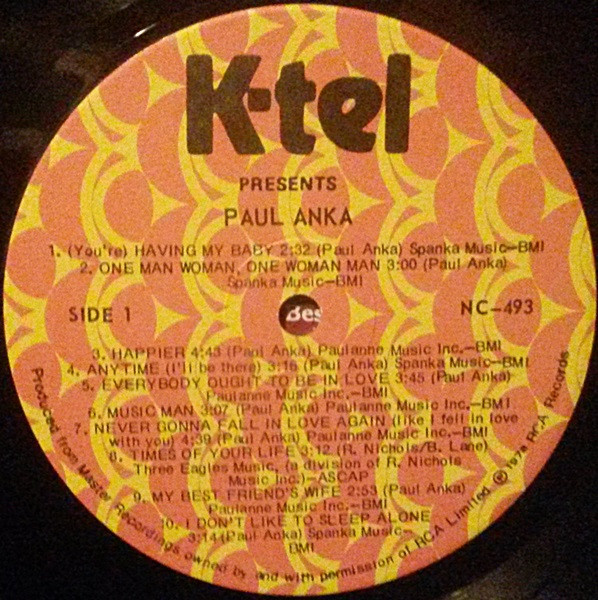 K-tel
PRESENTS
PAUL ANKA
1. (You're) HAVING MY BABY 2:32 (Paul Anka) Spanka Music-BMI
2. ONE MAN WOMAN, ONE WOMAN MAN 3:00 (Paul Anka)
Spanka Music-BMI
SIDE 1
Bes
NC-493
3. HAPPIER 4:43 (Paul Anka) Paulanne Music Inc.-BMI
4. ANYTIME (I'll be there) 3:16 (Paul Anka) Spanka Music-BMI
5. EVERYBODY OUGHT TO BE IN LOVE 3:45 (Paul Anka)
Paulanne Music Inc.-BMI
6. MUSIC MAN 3:07 (Paul Anka) Paulanne Music Inc.-BMI
7. NEVER GONNA FALL IN LOVE AGAIN (like I fell in love
with you) 4:39 (Paul Anka) Paulanne Music Inc.-BMI
8. TIMES OF YOUR LIFE 3:12 (R. Nichols/B. Lane)
Three Eagles Music, (a division of R. Nichols
Music Inc.)-ASCAP
9. MY BEST FRIEND'S WIFE 2:53 (Paul Anka)
Paulanne Music Inc.-BMI
10. I DON'T LIKE TO SLEEP ALONE
3:14 (Paul Anka) Spanka Music-
BMI
Produced from Master Recordings owned by and with permission of RCA Limited ℗ 1978 RCA Records